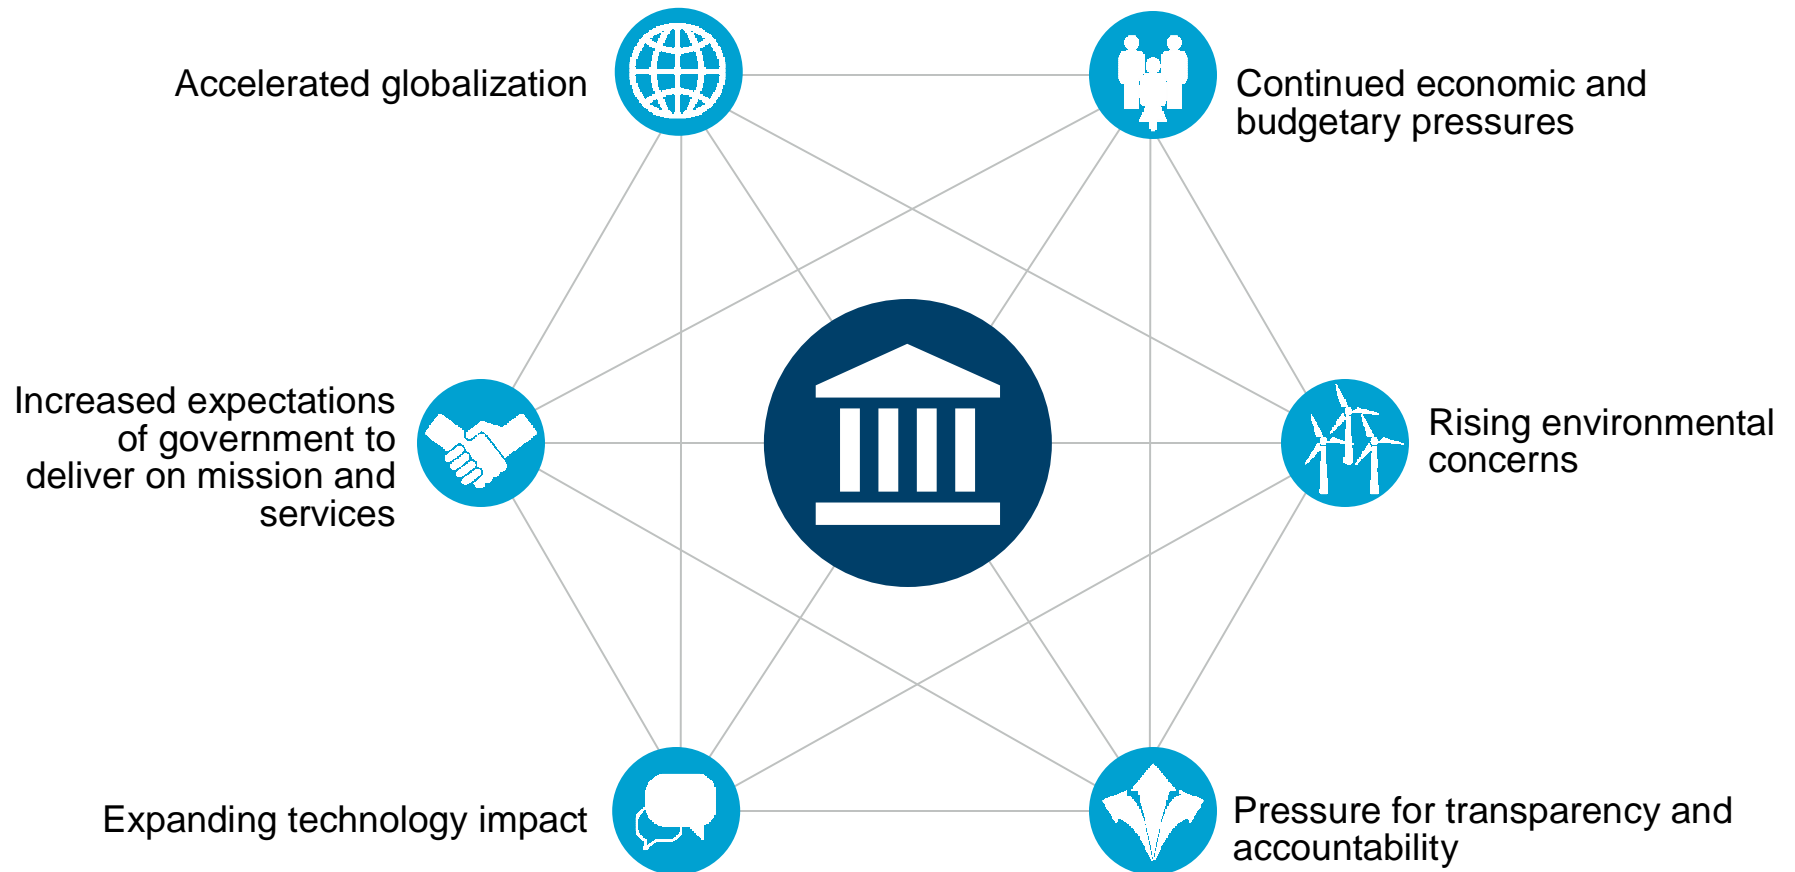 Accelerated globalization
Continued economic and
budgetary pressures
Increased expectations
of government to
deliver on mission and
services
Rising environmental
concerns
Expanding technology impact
Pressure for transparency and
accountability